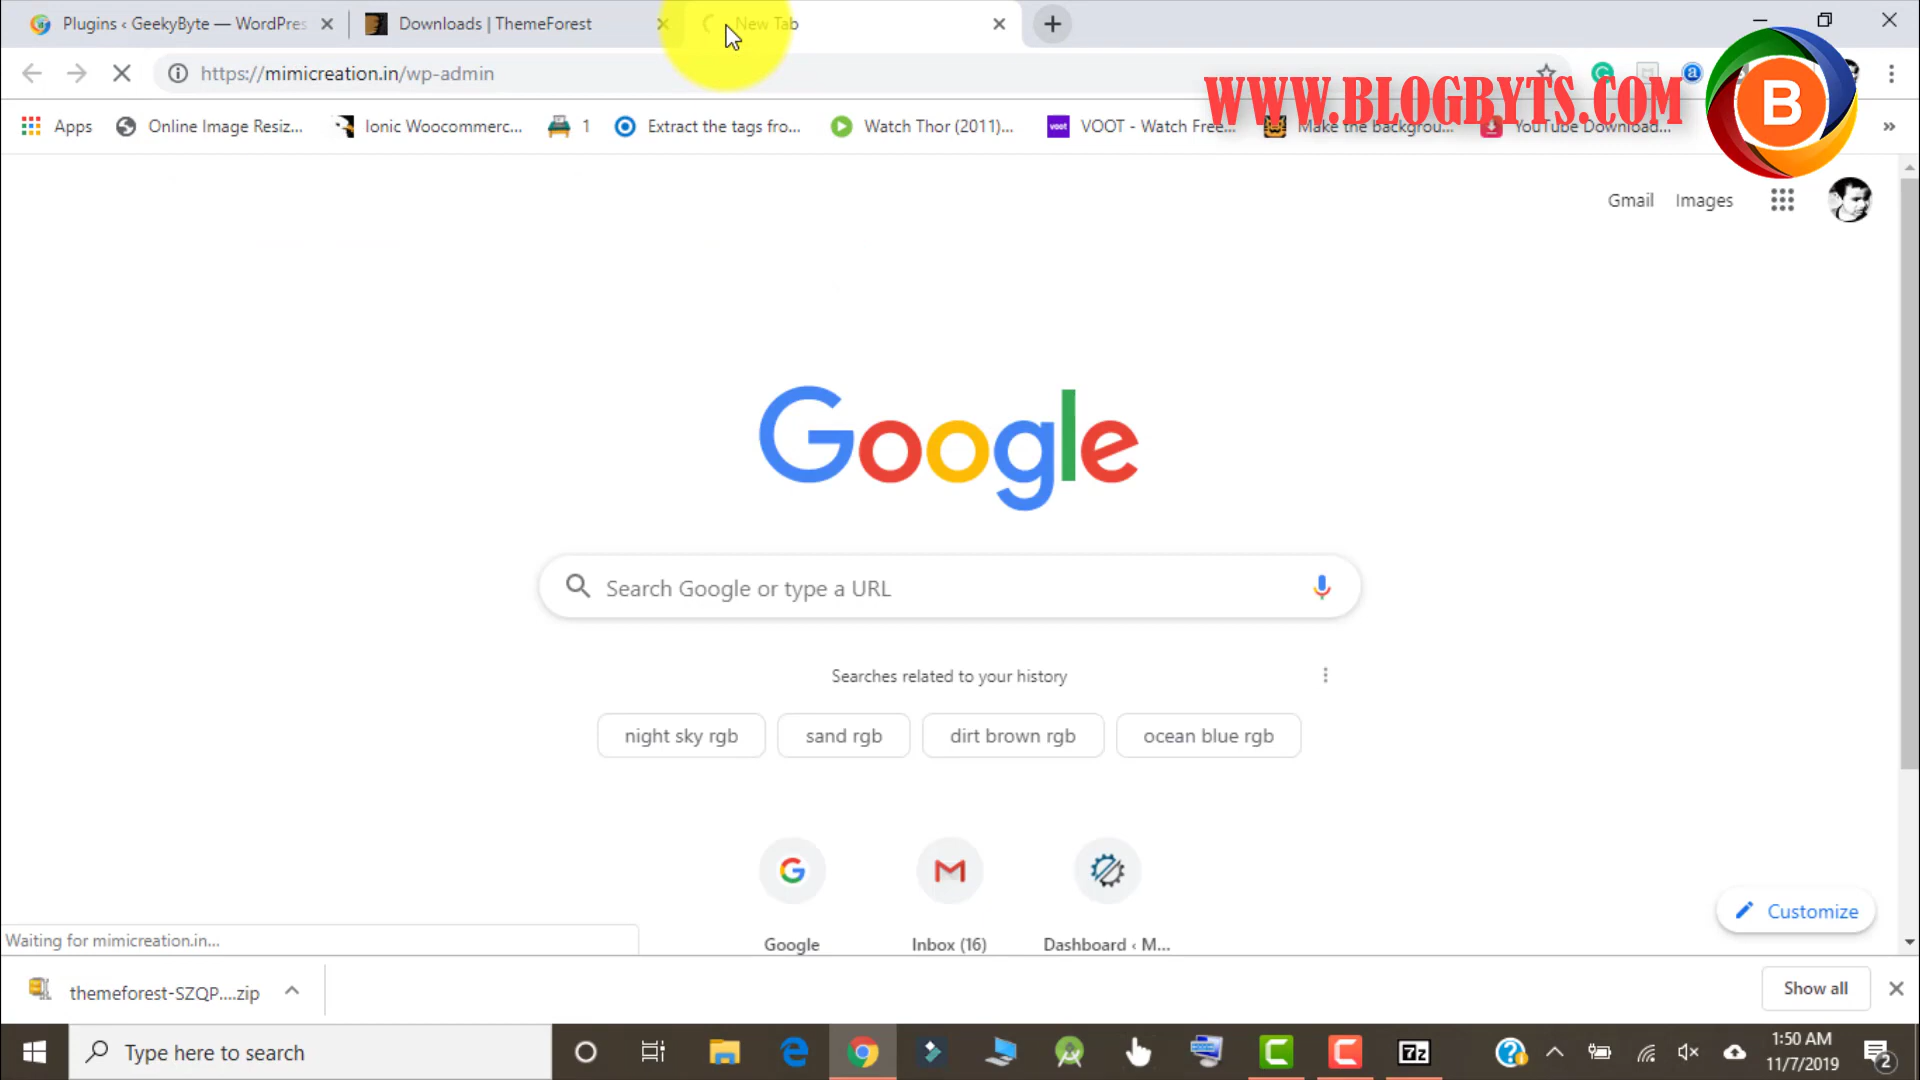 Plugins ‹ GeekyByte — WordPres
Downloads | ThemeForest
New Tab
https://mimicreation.in/wp-admin
WWW.BLOGBYTS.COM
B
Apps
Online Image Resiz...
Ionic Woocommerc...
1
Extract the tags fro...
Watch Thor (2011)...
voot
VOOT - Watch Free...
Make the backgrou...
YouTube Download...
»
Gmail
Images
Google
Search Google or type a URL
Searches related to your history
night sky rgb
sand rgb
dirt brown rgb
ocean blue rgb
Google
Inbox (16)
Dashboard ‹ M...
Customize
Waiting for mimicreation.in...
themeforest-SZQP....zip
Show all
Type here to search
7z
1:50 AM
11/7/2019
2